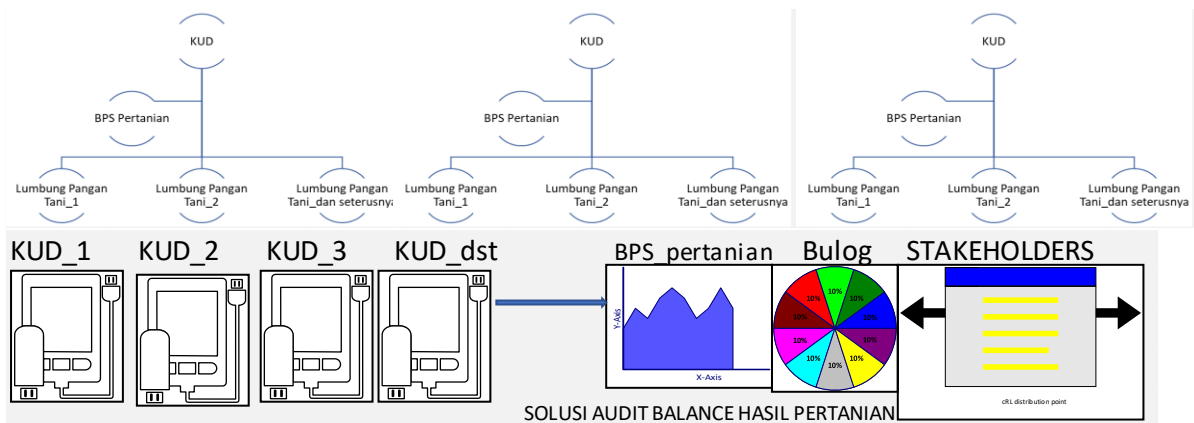 KUD
BPS Pertanian
Lumbung Pangan
Tani_1
Lumbung Pangan
Tani_2
Lumbung Pangan
Tani_dan seterusnya
KUD
BPS Pertanian
Lumbung Pangan
Tani_1
Lumbung Pangan
Tani_2
Lumbung Pangan
Tani_dan seterusnya
KUD
BPS Pertanian
Lumbung Pangan
Tani_1
Lumbung Pangan
Tani_2
Lumbung Pangan
Tani_dan seterusnya
KUD_1
KUD_2
KUD_3
KUD_dst
BPS_pertanian
Bulog
STAKEHOLDERS
Y-Axis
X-Axis
10%
10%
10%
10%
10%
10%
10%
10%
10%
10%
cRL distribution point
SOLUSI AUDIT BALANCE HASIL PERTANIAN